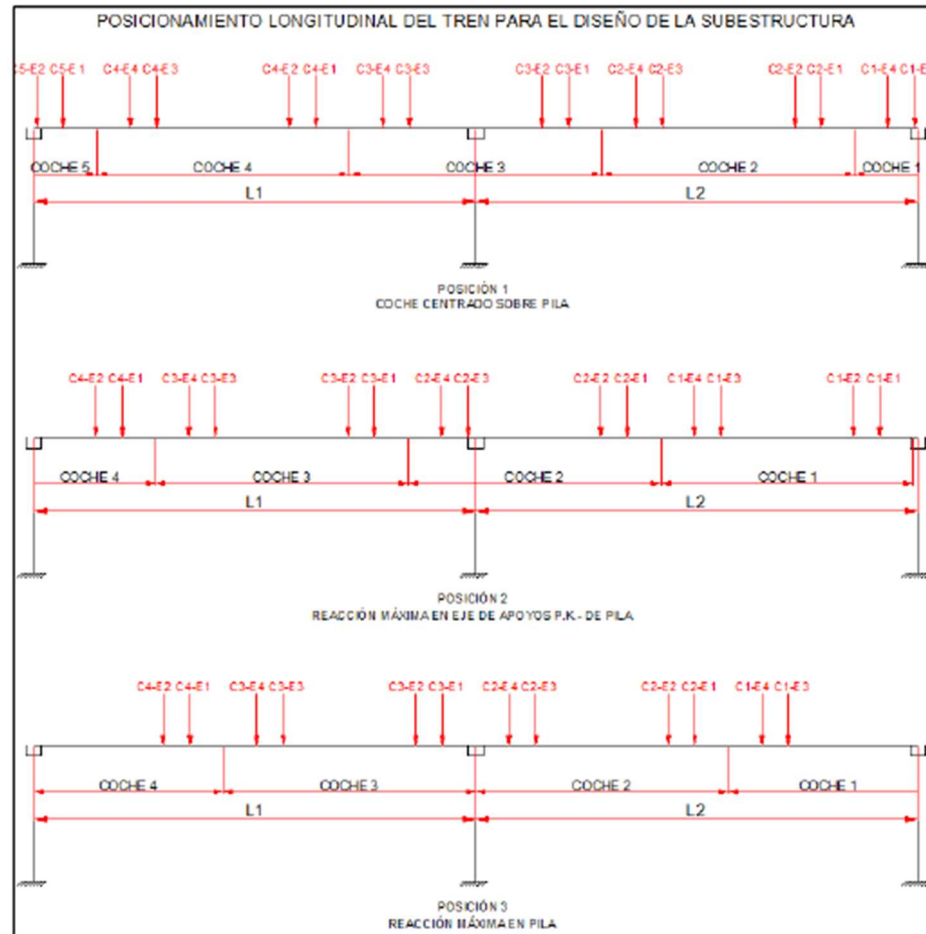 POSICIONAMIENTO LONGITUDINAL DEL TREN PARA EL DISEÑO DE LA SUBESTRUCTURA
C5-E2 C5-E1 C4-E4 C4-E3 C4-E2 C4-E1 C3-E4 C3-E3 C3-E2 C3-E1 C2-E4 C2-E3 C2-E2 C2-E1 C1-E4
COCHE 5 COCHE 4 COCHE 3 COCHE 2 COCHE 1
L1 L2
POSICIÓN 1
COCHE CENTRADO SOBRE PILA
C4-E2 C4-E1 C3-E4 C3-E3 C3-E2 C3-E1 C2-E4 C2-E3 C2-E2 C2-E1 C1-E4 C1-E3 C1-E2 C1-E1
COCHE 4 COCHE 3 COCHE 2 COCHE 1
L1 L2
POSICIÓN 2
REACCIÓN MÁXIMA EN EJE DE APOYOS P.K.- DE PILA
C4-E2 C4-E1 C3-E4 C3-E3 C3-E2 C3-E1 C2-E4 C2-E3 C2-E2 C2-E1 C1-E4 C1-E3
COCHE 4 COCHE 3 COCHE 2 COCHE 1
L1 L2
POSICIÓN 3
REACCIÓN MÁXIMA EN PILA